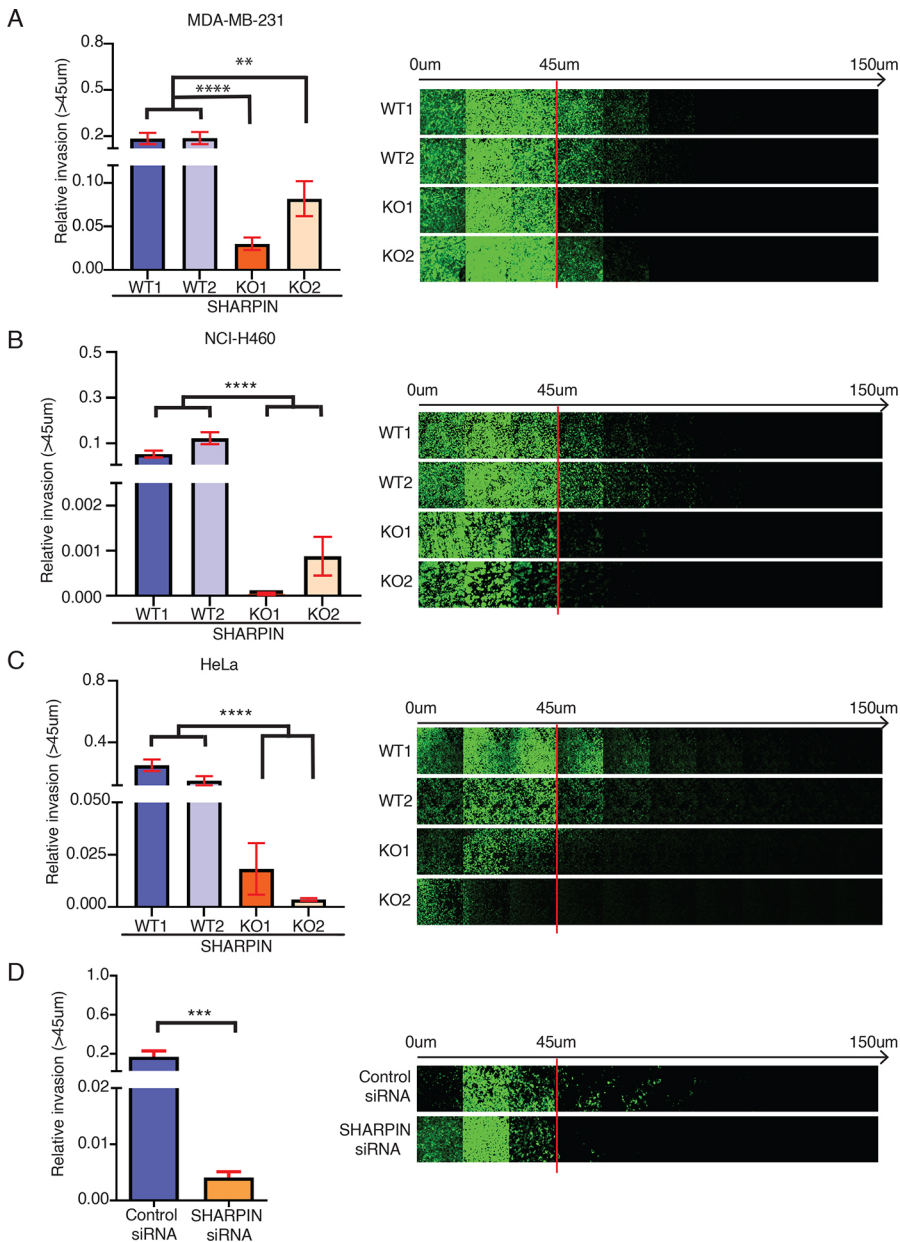 A
MDA-MB-231
Relative invasion (>45um)
0.8
0.5
0.2
0.10
0.05
0.00
**
****
WT1 WT2 KO1 KO2
SHARPIN
0um 45um 150um
WT1
WT2
KO1
KO2
B
NCI-H460
Relative invasion (>45um)
0.5
0.3
0.1
0.002
0.001
0.000
****
WT1 WT2 KO1 KO2
SHARPIN
0um 45um 150um
WT1
WT2
KO1
KO2
C
HeLa
Relative invasion (>45um)
0.8
0.4
0.050
0.025
0.000
****
WT1 WT2 KO1 KO2
SHARPIN
0um 45um 150um
WT1
WT2
KO1
KO2
D
Relative invasion (>45um)
1.0
0.6
0.2
0.02
0.01
0.00
***
Control SHARPIN
siRNA siRNA
0um 45um 150um
Control
siRNA
SHARPIN
siRNA